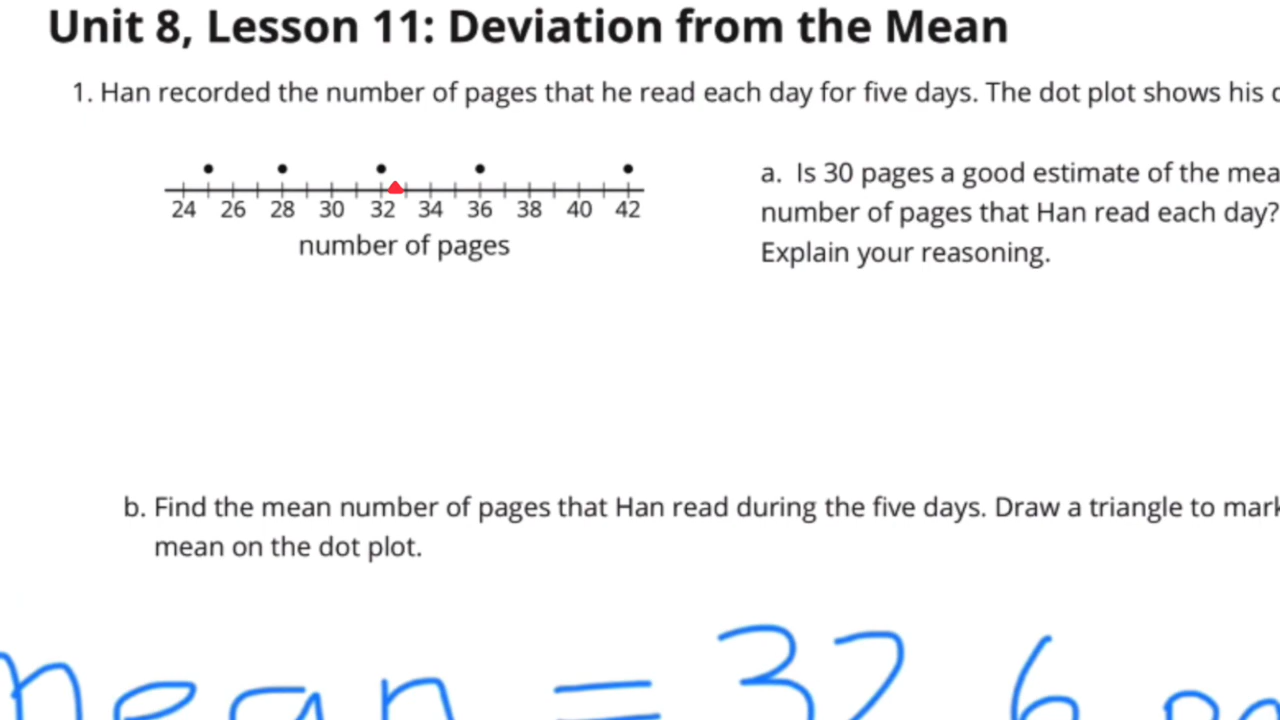 Unit 8, Lesson 11: Deviation from the Mean
1. Han recorded the number of pages that he read each day for five days. The dot plot shows his
24 26 28 30 32 34 36 38 40 42
number of pages
a. Is 30 pages a good estimate of the mea
number of pages that Han read each day?
Explain your reasoning.
b. Find the mean number of pages that Han read during the five days. Draw a triangle to mark
mean on the dot plot.
mean = 32.6